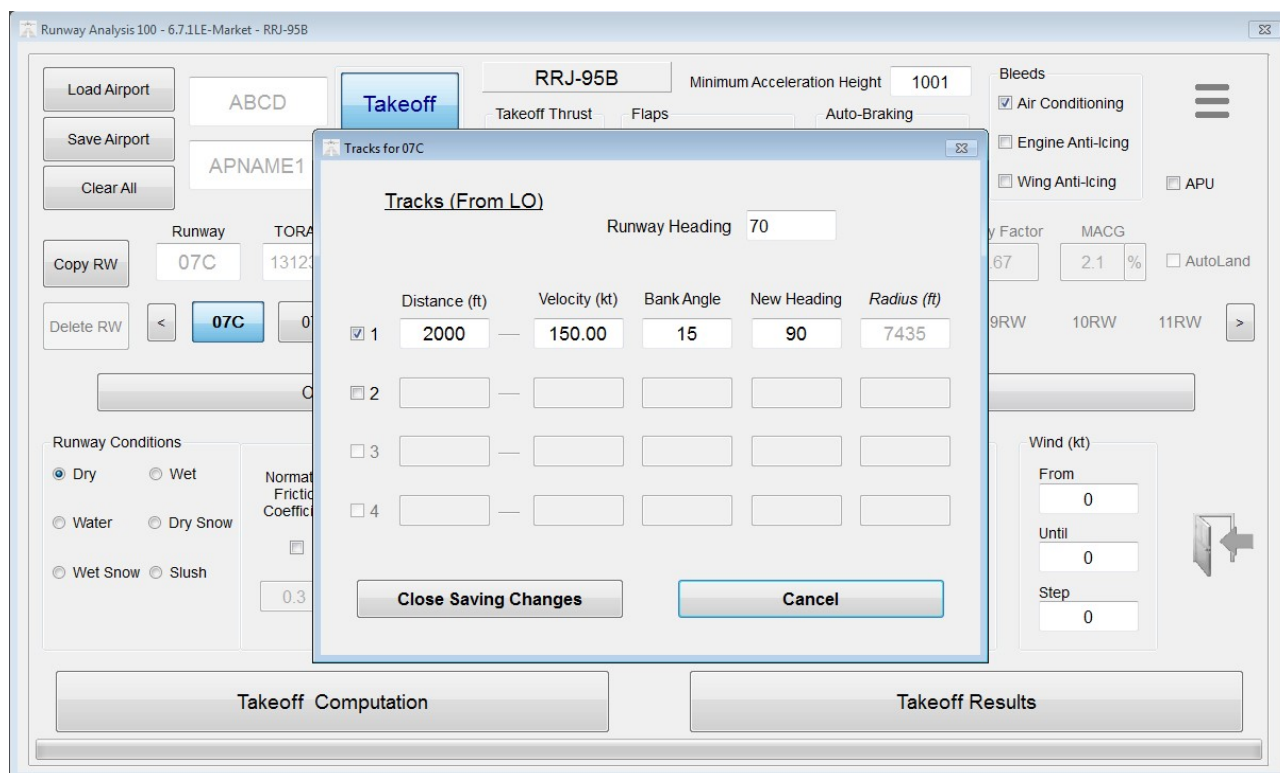 Runway Analysis 100 - 6.7.1LE-Market - RRJ-95B
Load Airport
ABCD
Takeoff
RRJ-95B
Minimum Acceleration Height 1001
Bleeds
Air Conditioning
Engine Anti-Icing
Wing Anti-Icing
APU
Takeoff Thrust
Flaps
Auto-Braking
Save Airport
APNAME1
Clear All
Tracks for 07C
Tracks (From LO)
Runway Heading 70
Runway
TORA
y Factor
MACG
Copy RW
07C
13123
.67
2.1 %
AutoLand
Distance (ft)
Velocity (kt)
Bank Angle
New Heading
Radius (ft)
Delete RW
<
07C
9RW
10RW
11RW
>
1
2000
—
150.00
15
90
7435
2
—
3
—
4
—
Runway Conditions
Dry
Wet
Water
Dry Snow
Wet Snow
Slush
0.3
Wind (kt)
From
0
Until
0
Step
0
Close Saving Changes
Cancel
Takeoff Computation
Takeoff Results